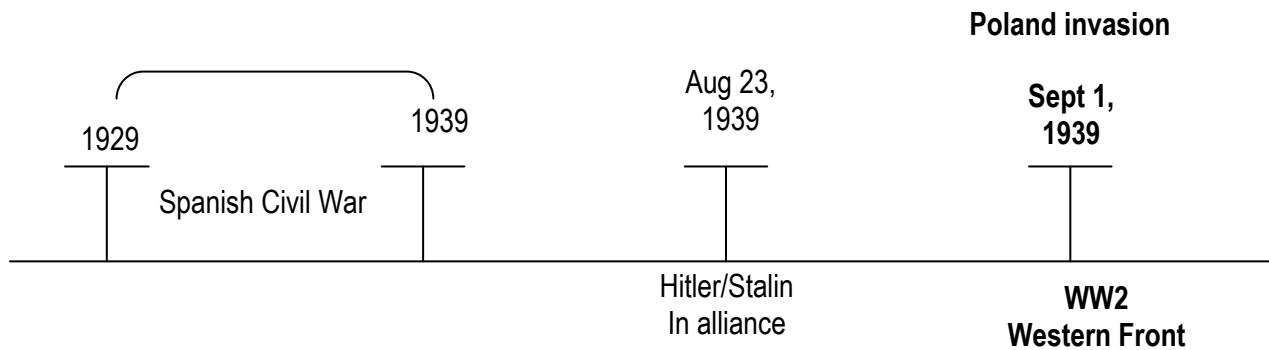 Poland invasion
1929
1939
Aug 23,
1939
Sept 1,
1939
Spanish Civil War
Hitler/Stalin
In alliance
WW2
Western Front